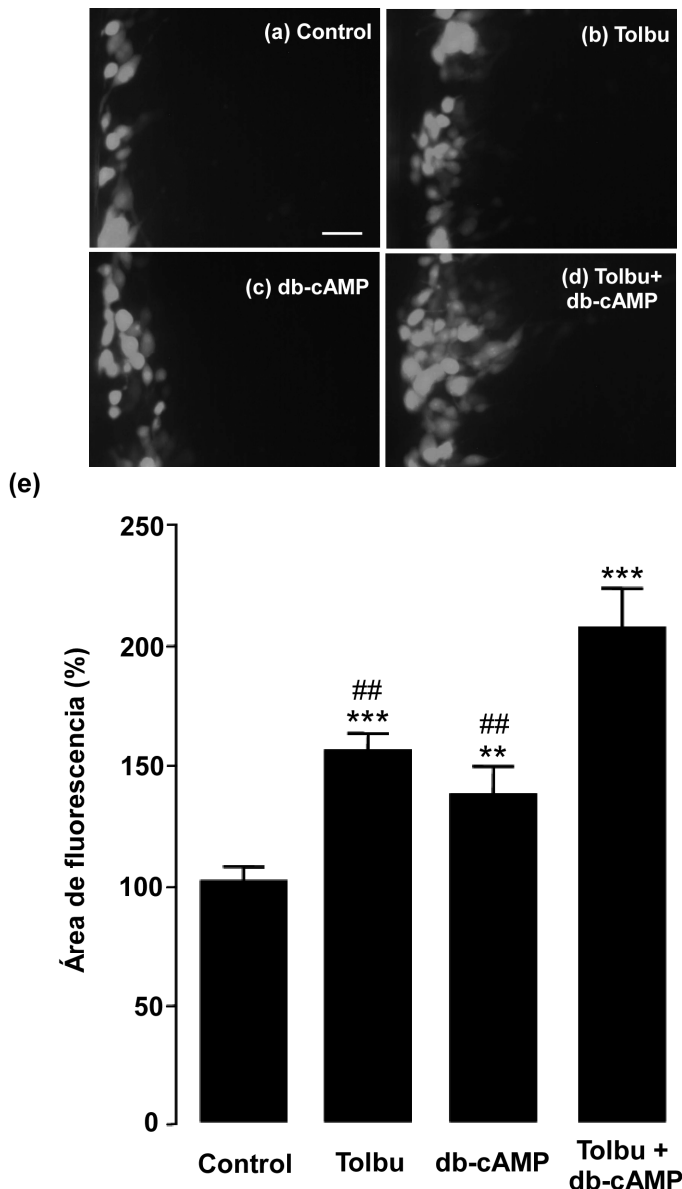 (a) Control
(b) Tolbu
(c) db-cAMP
(d) Tolbu+
db-cAMP
(e)
Área de fluorescencia (%)
250
200
150
100
50
0
##
***
##
**
***
Control
Tolbu
db-cAMP
Tolbu +
db-cAMP